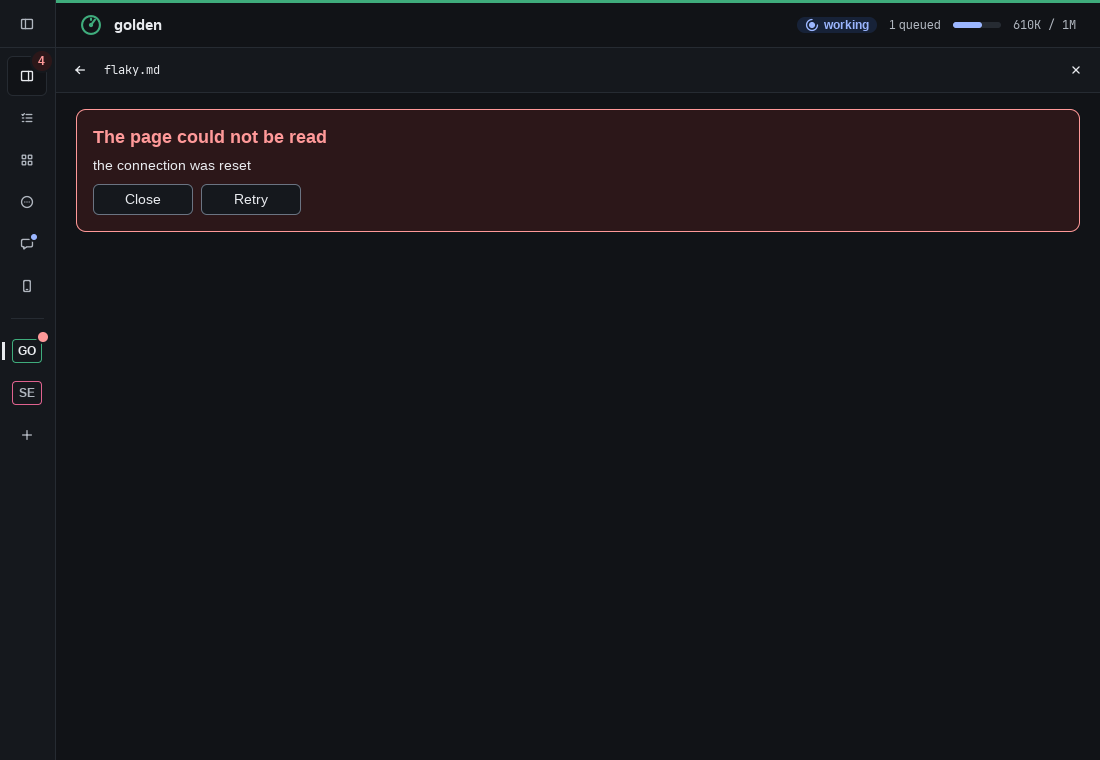 golden
working
1 queued
610K / 1M
4
flaky.md
The page could not be read
the connection was reset
Close
Retry
GO
SE